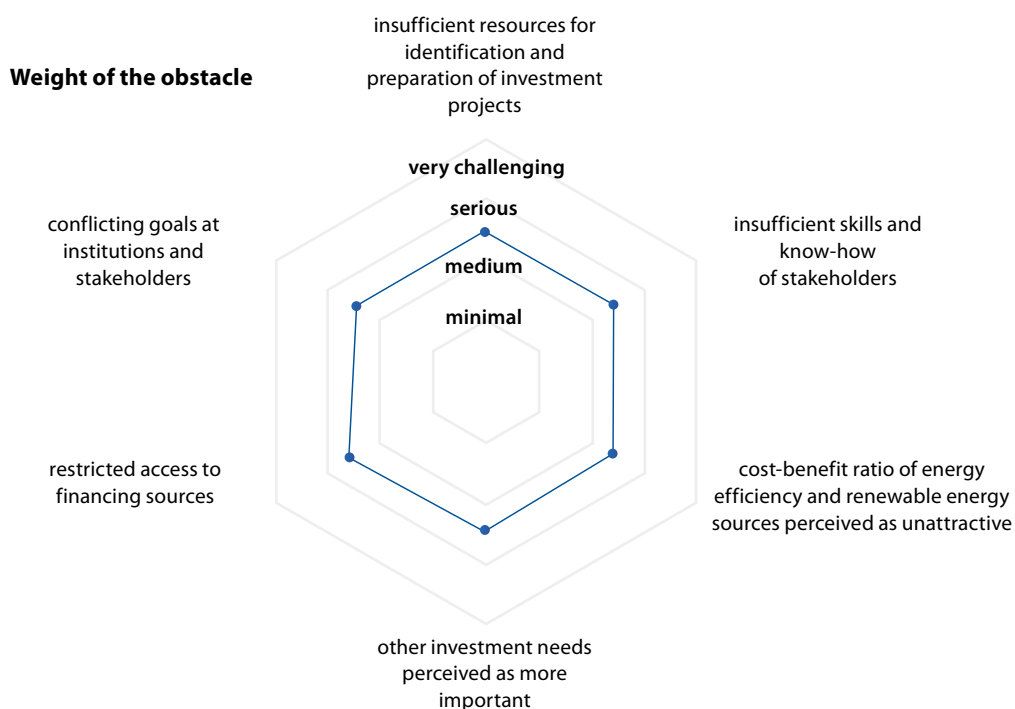 Weight of the obstacle
insufficient resources for
identification and
preparation of investment
projects
very challenging
serious
medium
minimal
conflicting goals at
institutions and
stakeholders
insufficient skills and
know-how
of stakeholders
restricted access to
financing sources
cost-benefit ratio of energy
efficiency and renewable energy
sources perceived as unattractive
other investment needs
perceived as more
important